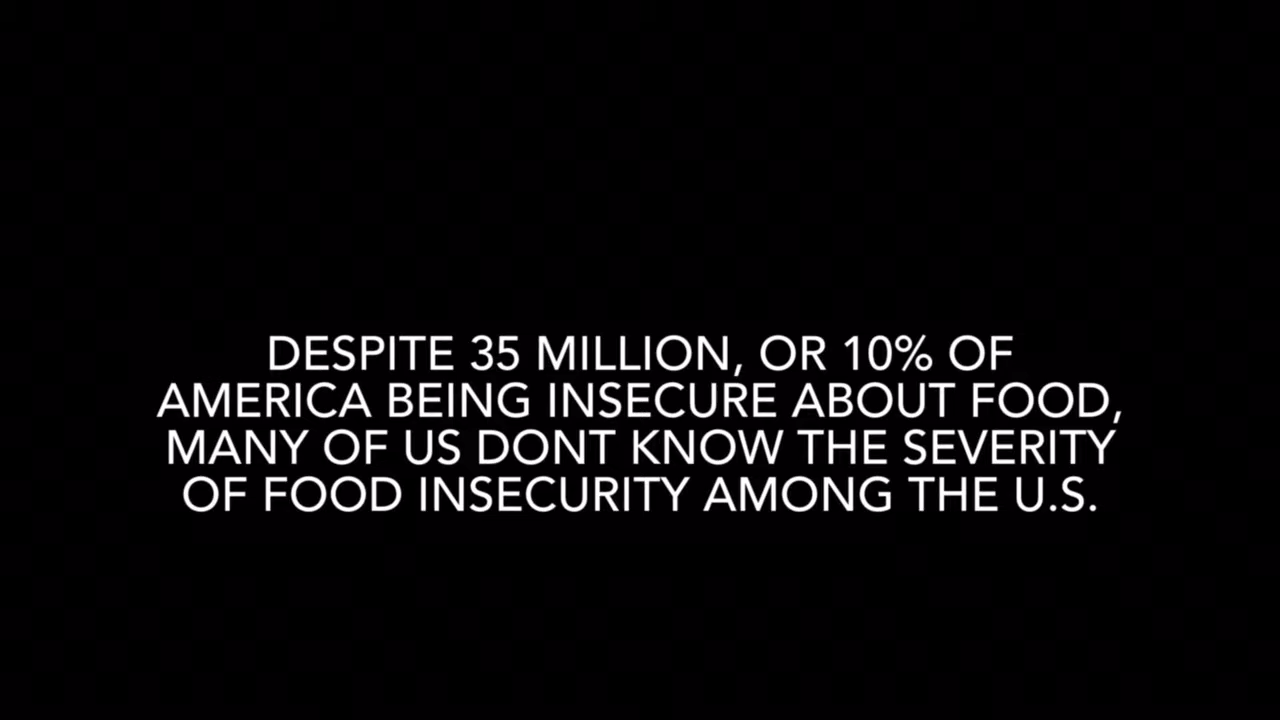 DESPITE 35 MILLION, OR 10% OF
AMERICA BEING INSECURE ABOUT FOOD,
MANY OF US DONT KNOW THE SEVERITY
OF FOOD INSECURITY AMONG THE U.S.